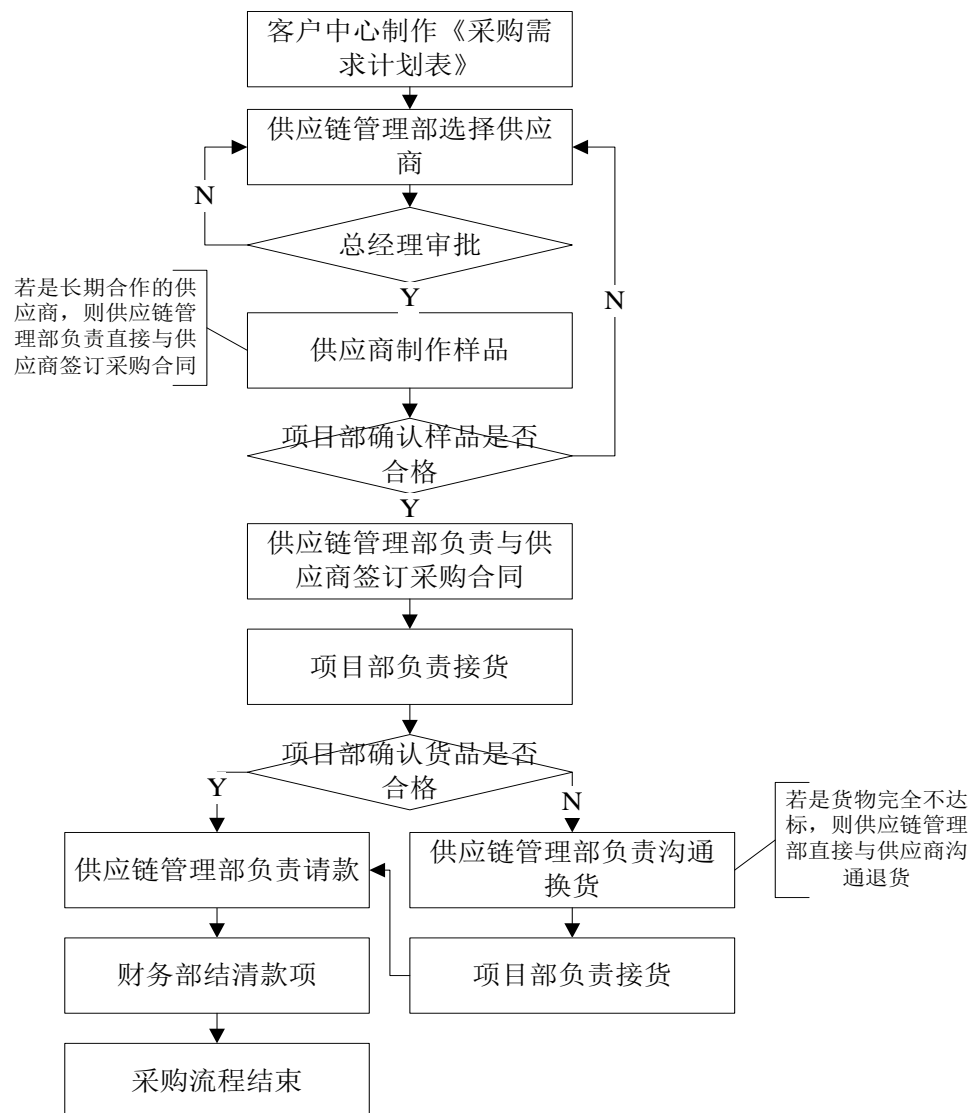 客户中心制作《采购需
求计划表》
供应链管理部选择供应
商
N
总经理审批
若是长期合作的供
应商，则供应链管
理部负责直接与供
应商签订采购合同
Y
N
供应商制作样品
项目部确认样品是否
合格
Y
供应链管理部负责与供
应商签订采购合同
项目部负责接货
项目部确认货品是否
合格
Y
N
若是货物完全不达
标，则供应链管理
部直接与供应商沟
通退货
供应链管理部负责请款
供应链管理部负责沟通
换货
财务部结清款项
项目部负责接货
采购流程结束